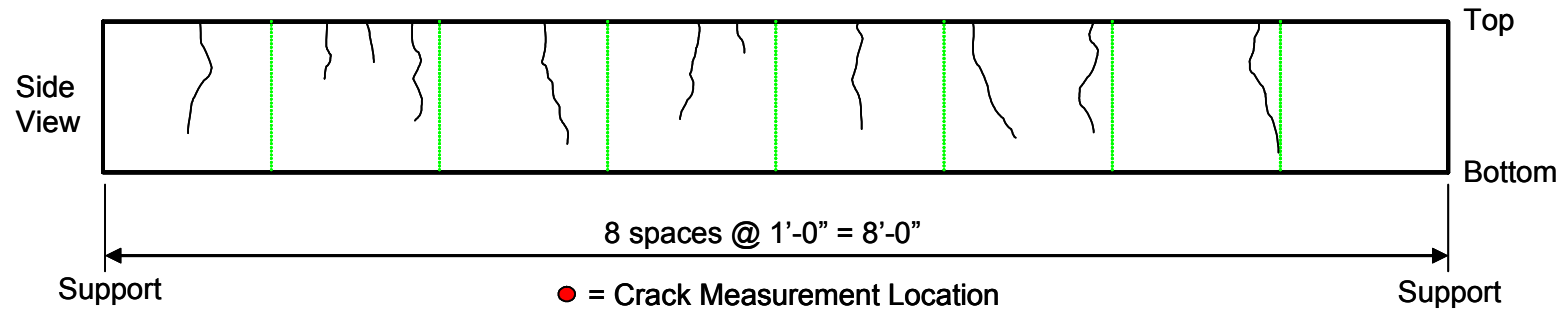 Top
Side
View
Bottom
8 spaces @ 1’-0” = 8’-0”
Support
= Crack Measurement Location
Support